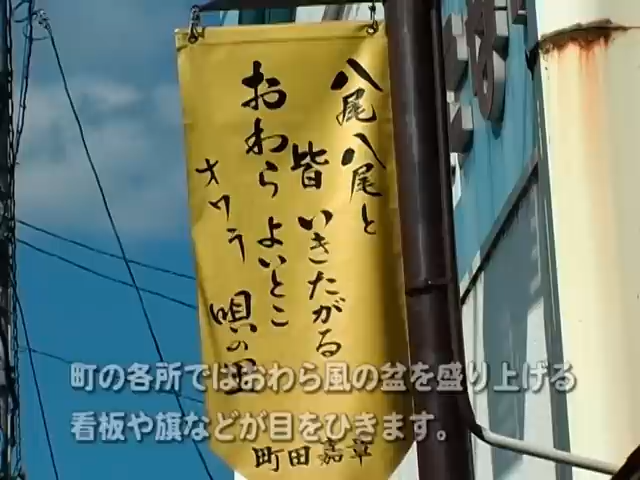 八尾八尾と
皆いきたがる
おわらよいとこ
オワラ
唄の里
町田嘉章
町の各所ではおわら風の盆を盛り上げる
看板や旗などが目をひきます。